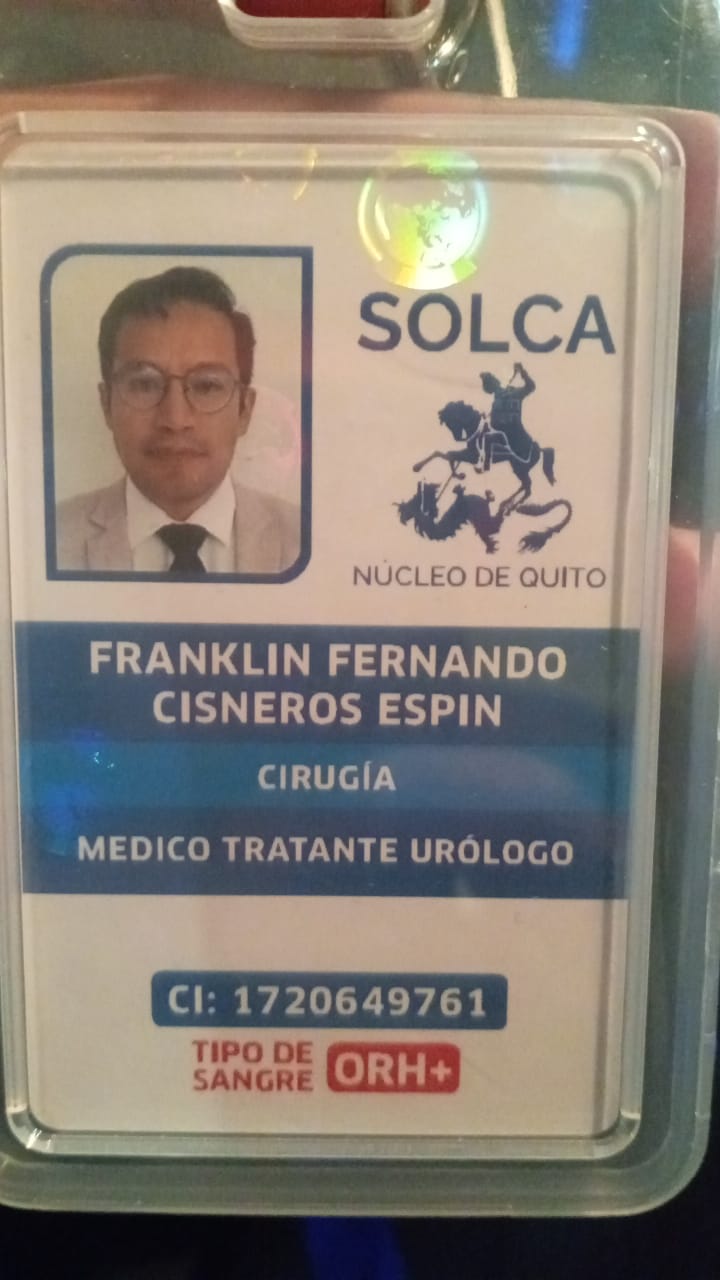 SOLCA
NÚCLEO DE QUITO
FRANKLIN FERNANDO
CISNEROS ESPIN
CIRUGÍA
MEDICO TRATANTE URÓLOGO
CI: 1720649761
TIPO DE
SANGRE ORH+